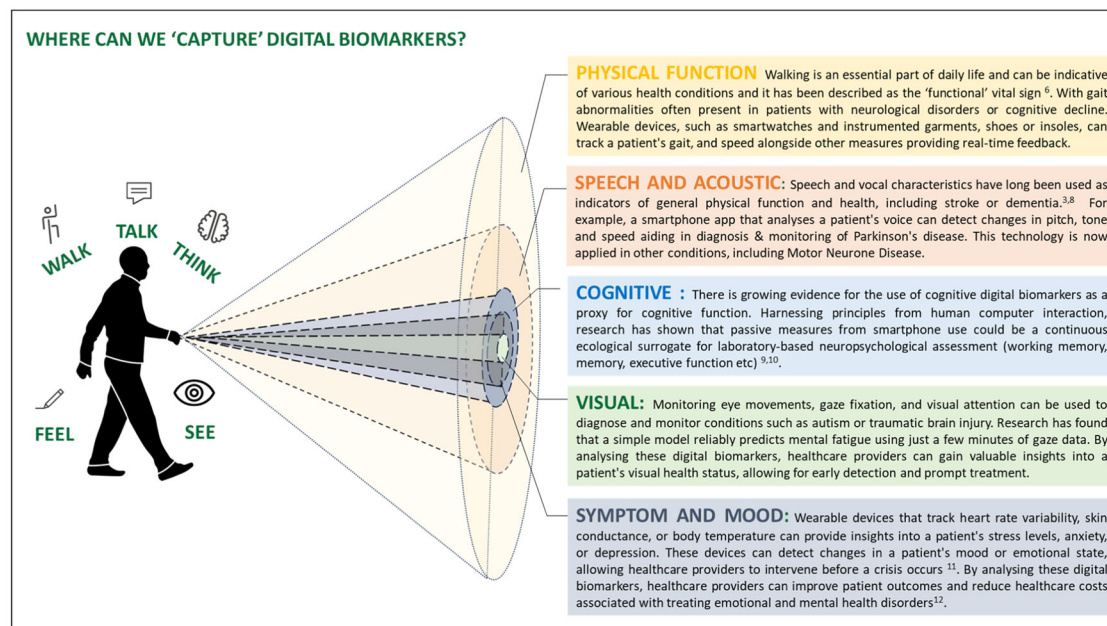 WHERE CAN WE ‘CAPTURE’ DIGITAL BIOMARKERS?
WALK
TALK
THINK
FEEL
SEE
PHYSICAL FUNCTION Walking is an essential part of daily life and can be indicative
of various health conditions and it has been described as the ‘functional’ vital sign 6. With gait
abnormalities often present in patients with neurological disorders or cognitive decline.
Wearable devices, such as smartwatches and instrumented garments, shoes or insoles, can
track a patient's gait, and speed alongside other measures providing real-time feedback.
SPEECH AND ACOUSTIC: Speech and vocal characteristics have long been used as
indicators of general physical function and health, including stroke or dementia.3,8 For
example, a smartphone app that analyses a patient's voice can detect changes in pitch, tone
and speed aiding in diagnosis & monitoring of Parkinson's disease. This technology is now
applied in other conditions, including Motor Neurone Disease.
COGNITIVE : There is growing evidence for the use of cognitive digital biomarkers as a
proxy for cognitive function. Harnessing principles from human computer interaction,
research has shown that passive measures from smartphone use could be a continuous
ecological surrogate for laboratory-based neuropsychological assessment (working memory,
memory, executive function etc) 9,10.
VISUAL: Monitoring eye movements, gaze fixation, and visual attention can be used to
diagnose and monitor conditions such as autism or traumatic brain injury. Research has found
that a simple model reliably predicts mental fatigue using just a few minutes of gaze data. By
analysing these digital biomarkers, healthcare providers can gain valuable insights into a
patient's visual health status, allowing for early detection and prompt treatment.
SYMPTOM AND MOOD: Wearable devices that track heart rate variability, skin
conductance, or body temperature can provide insights into a patient's stress levels, anxiety,
or depression. These devices can detect changes in a patient's mood or emotional state,
allowing healthcare providers to intervene before a crisis occurs 11. By analysing these digital
biomarkers, healthcare providers can improve patient outcomes and reduce healthcare costs
associated with treating emotional and mental health disorders12.